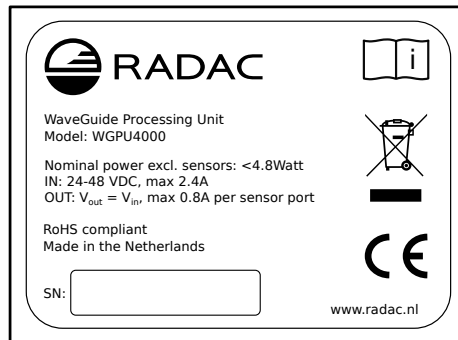 RADAC
i
WaveGuide Processing Unit
Model: WGPU4000
Nominal power excl. sensors: <4.8Watt
IN: 24-48 VDC, max 2.4A
OUT: Vout = Vin, max 0.8A per sensor port
RoHS compliant
Made in the Netherlands
CE
SN:
www.radac.nl